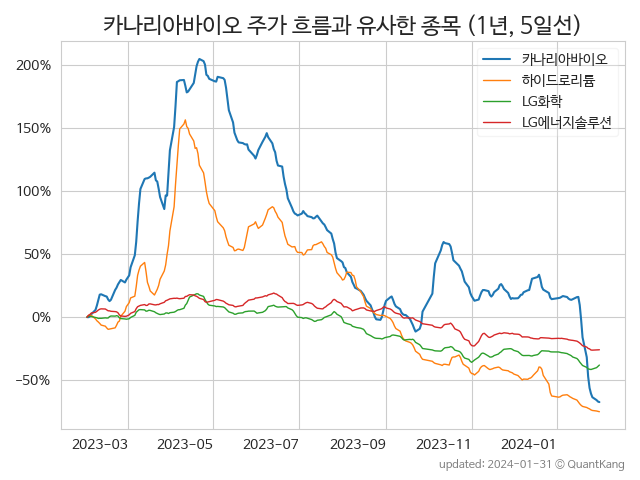 카나리아바이오 주가 흐름과 유사한 종목 (1년, 5일선)
카나리아바이오
하이드로리튬
LG화학
LG에너지솔루션
200%
150%
100%
50%
0%
−50%
2023-03 2023-05 2023-07 2023-09 2023-11 2024-01
updated: 2024-01-31 © QuantKang